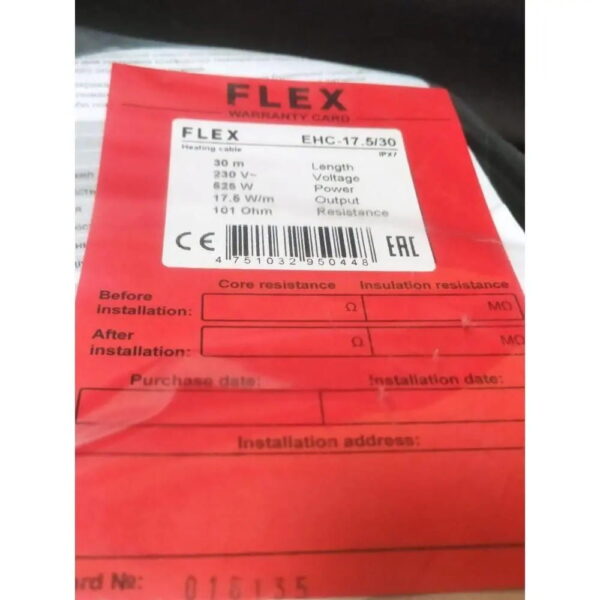 FLEX
WARRANTY CARD
FLEX EHC-17.5/30
Heating cable IPX7
30 m Length
230 V~ Voltage
525 W Power
17.5 W/m Output
101 Ohm Resistance
CE EAC
4 751032 950448
Core resistance Insulation resistance
Before installation: Ω MΩ
After installation: Ω MΩ
Purchase date: Installation date:
Installation address:
rd №: 016135